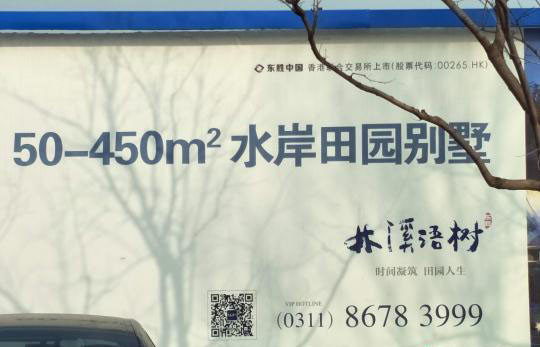 东胜中国 香港联合交易所上市(股票代码:00265.HK)
50-450m² 水岸田园别墅
林溪语树
时间凝筑 田园人生
VIP HOTLINE
(0311) 8678 3999